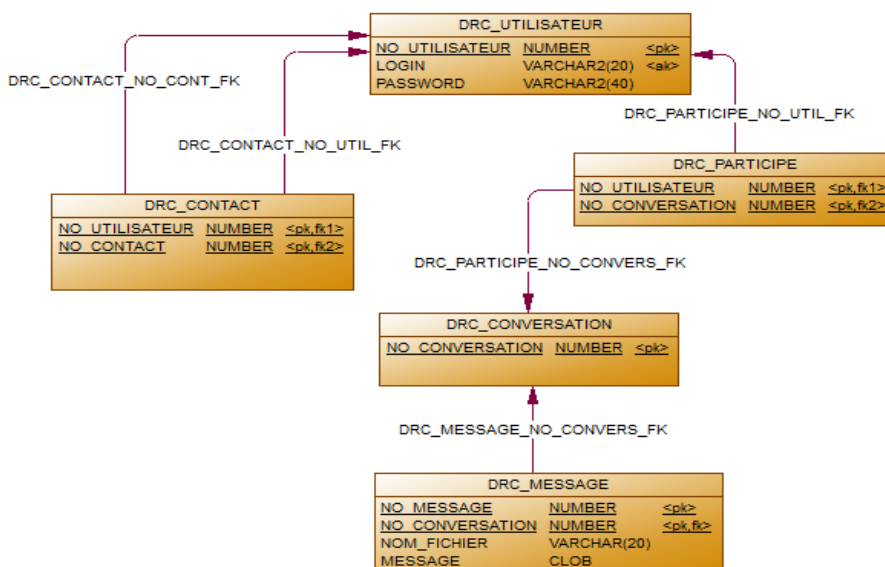 DRC_UTILISATEUR
NO_UTILISATEUR NUMBER <pk>
LOGIN VARCHAR2(20) <ak>
PASSWORD VARCHAR2(40)
DRC_CONTACT_NO_CONT_FK
DRC_PARTICIPE_NO_UTIL_FK
DRC_CONTACT_NO_UTIL_FK
DRC_PARTICIPE
NO_UTILISATEUR NUMBER <pk,fk1>
NO_CONVERSATION NUMBER <pk,fk2>
DRC_CONTACT
NO_UTILISATEUR NUMBER <pk,fk1>
NO_CONTACT NUMBER <pk,fk2>
DRC_PARTICIPE_NO_CONVERS_FK
DRC_CONVERSATION
NO_CONVERSATION NUMBER <pk>
DRC_MESSAGE_NO_CONVERS_FK
DRC_MESSAGE
NO_MESSAGE NUMBER <pk>
NO_CONVERSATION NUMBER <pk,fk>
NOM_FICHIER VARCHAR(20)
MESSAGE CLOB